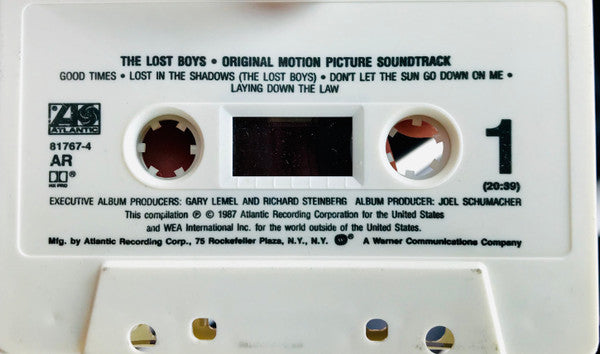 THE LOST BOYS • ORIGINAL MOTION PICTURE SOUNDTRACK
GOOD TIMES • LOST IN THE SHADOWS (THE LOST BOYS) • DON'T LET THE SUN GO DOWN ON ME •
LAYING DOWN THE LAW
ATLANTIC
81767-4
AR
HX PRO
1
(20:39)
EXECUTIVE ALBUM PRODUCERS: GARY LEMEL AND RICHARD STEINBERG ALBUM PRODUCER: JOEL SCHUMACHER
This compilation ℗ © 1987 Atlantic Recording Corporation for the United States
and WEA International Inc. for the world outside of the United States.
Mfg. by Atlantic Recording Corp., 75 Rockefeller Plaza, N.Y., N.Y. ® A Warner Communications Company